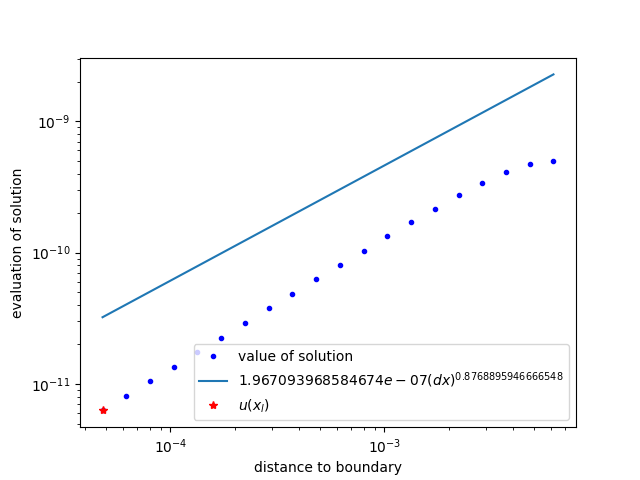 10⁻⁹
10⁻¹⁰
10⁻¹¹
evaluation of solution
value of solution
1.967093968584674e − 07(dx)^0.8768895946666548
u(x_l)
10⁻⁴
10⁻³
distance to boundary